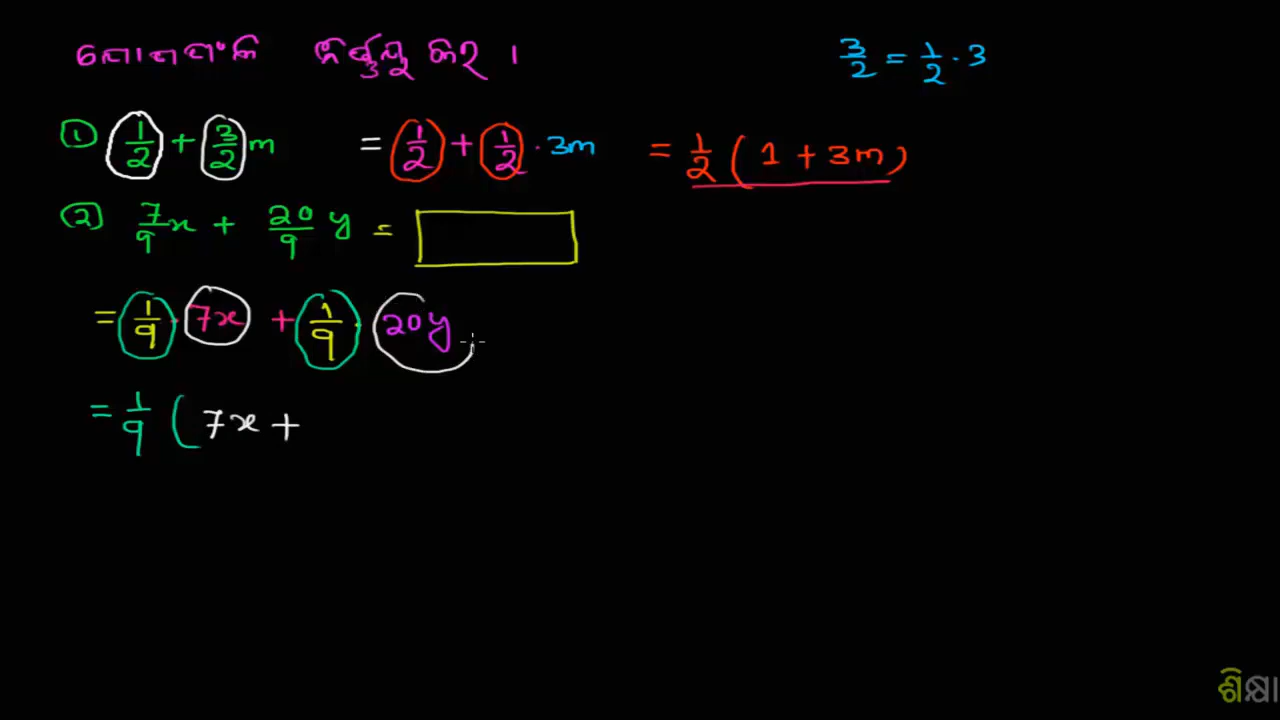 ଯୋଗଫଳ ନିର୍ଣ୍ଣୟ କର ।
3/2 = 1/2 · 3
① 1/2 + 3/2 m = 1/2 + 1/2 · 3m = 1/2 (1 + 3m)
② 7/9 x + 20/9 y =
= 1/9 · 7x + 1/9 · 20y
= 1/9 ( 7x +
ଶିକ୍ଷା